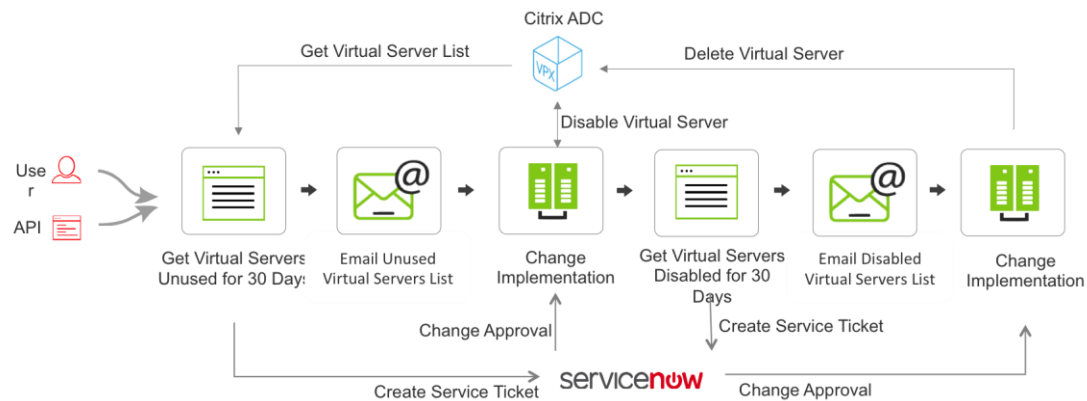 Citrix ADC
Get Virtual Server List
Delete Virtual Server
VPX
Disable Virtual Server
@
@
Use
r
API
Get Virtual Servers
Unused for 30 Days
Email Unused
Virtual Servers List
Change
Implementation
Get Virtual Servers
Disabled for 30
Days
Email Disabled
Virtual Servers List
Change
Implementation
Change Approval
Create Service Ticket
Create Service Ticket
servicenow
Change Approval